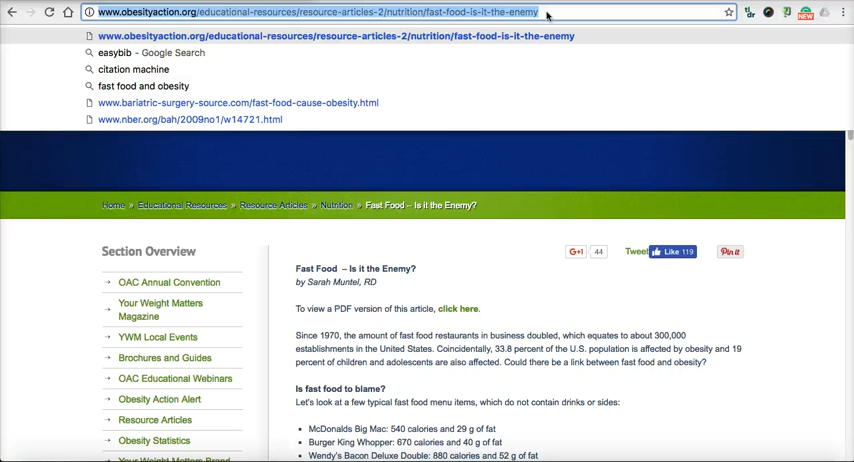 www.obesityaction.org/educational-resources/resource-articles-2/nutrition/fast-food-is-it-the-enemy
tl;dr
NEW
www.obesityaction.org/educational-resources/resource-articles-2/nutrition/fast-food-is-it-the-enemy
easybib - Google Search
citation machine
fast food and obesity
www.bariatric-surgery-source.com/fast-food-cause-obesity.html
www.nber.org/bah/2009no1/w14721.html
Home » Educational Resources » Resource Articles » Nutrition » Fast Food – Is it the Enemy?
Section Overview
OAC Annual Convention
Your Weight Matters
Magazine
YWM Local Events
Brochures and Guides
OAC Educational Webinars
Obesity Action Alert
Resource Articles
Obesity Statistics
Your Weight Matters Brand
G+1 44 Tweet Like 119 Pin it
Fast Food – Is it the Enemy?
by Sarah Muntel, RD
To view a PDF version of this article, click here.
Since 1970, the amount of fast food restaurants in business doubled, which equates to about 300,000
establishments in the United States. Coincidentally, 33.8 percent of the U.S. population is affected by obesity and 19
percent of children and adolescents are also affected. Could there be a link between fast food and obesity?
Is fast food to blame?
Let's look at a few typical fast food menu items, which do not contain drinks or sides:
McDonalds Big Mac: 540 calories and 29 g of fat
Burger King Whopper: 670 calories and 40 g of fat
Wendy's Bacon Deluxe Double: 880 calories and 52 g of fat